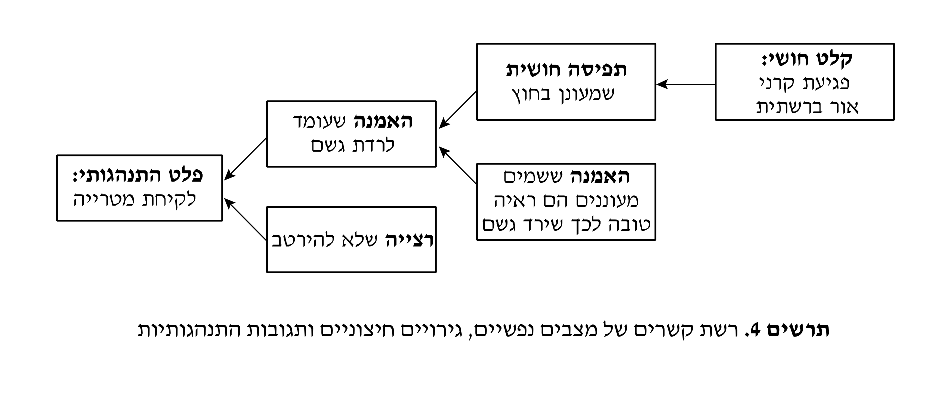 קלט חושי:
פגיעת קרני
אור ברשתית
תפיסה חושית
שמעונן בחוץ
האמנה ששמים
מעוננים הם ראיה
טובה לכך שירד גשם
האמנה שעומד
לרדת גשם
רצייה שלא להירטב
פלט התנהגותי:
לקיחת מטרייה
תרשים 4. רשת קשרים של מצבים נפשיים, גירויים חיצוניים ותגובות התנהגותיות